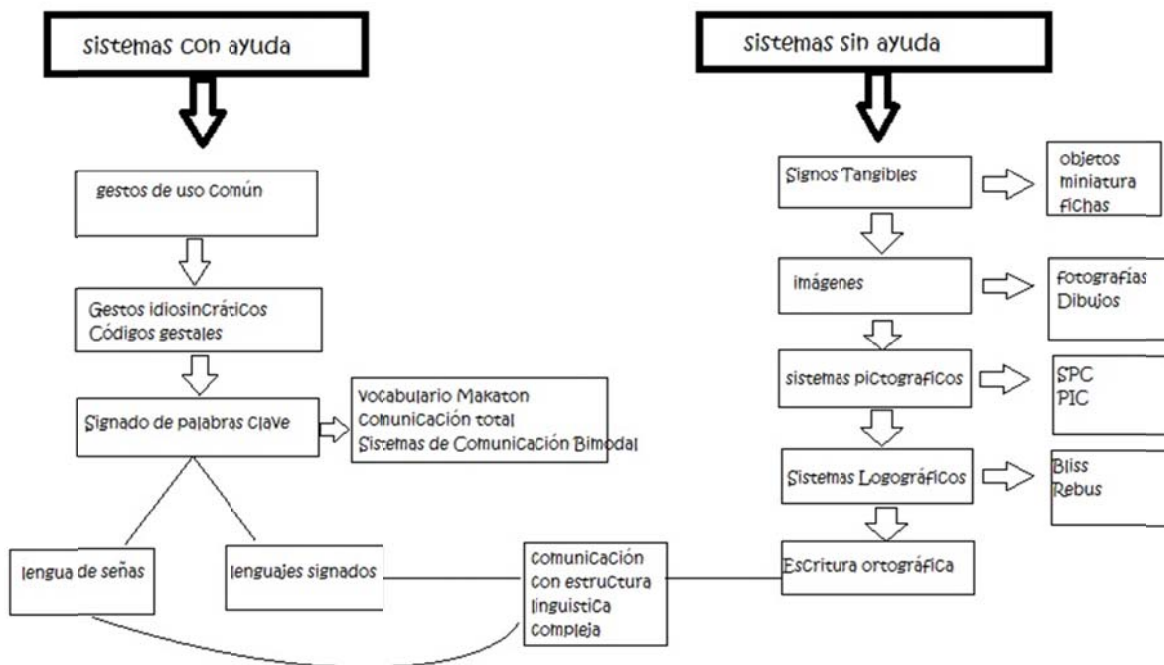 sistemas con ayuda
sistemas sin ayuda
gestos de uso común
Gestos idiosincráticos
Códigos gestales
Signado de palabras clave
Vocabulario Makaton
Comunicación total
Sistemas de Comunicación Bimodal
lengua de señas
lenguajes signados
comunicación
con estructura
linguistica
compleja
Signos Tangibles
objetos
miniatura
fichas
imágenes
fotografías
Dibujos
sistemas pictograficos
SPC
PIC
Sistemas Logográficos
Bliss
Rebus
Escritura ortográfica